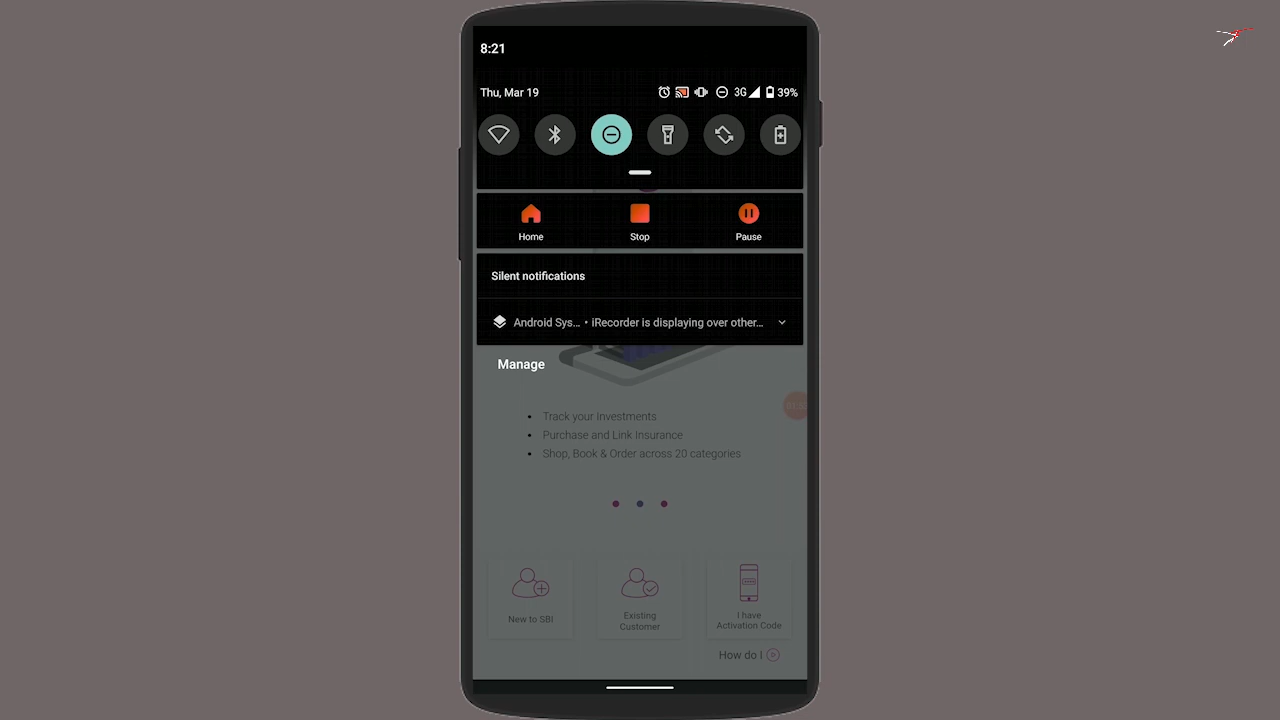 8:21
Thu, Mar 19
3G 39%
Home
Stop
Pause
Silent notifications
Android Sys... • iRecorder is displaying over other...
Manage
• Track your Investments
• Purchase and Link Insurance
• Shop, Book & Order across 20 categories
New to SBI
Existing
Customer
I have
Activation Code
How do I